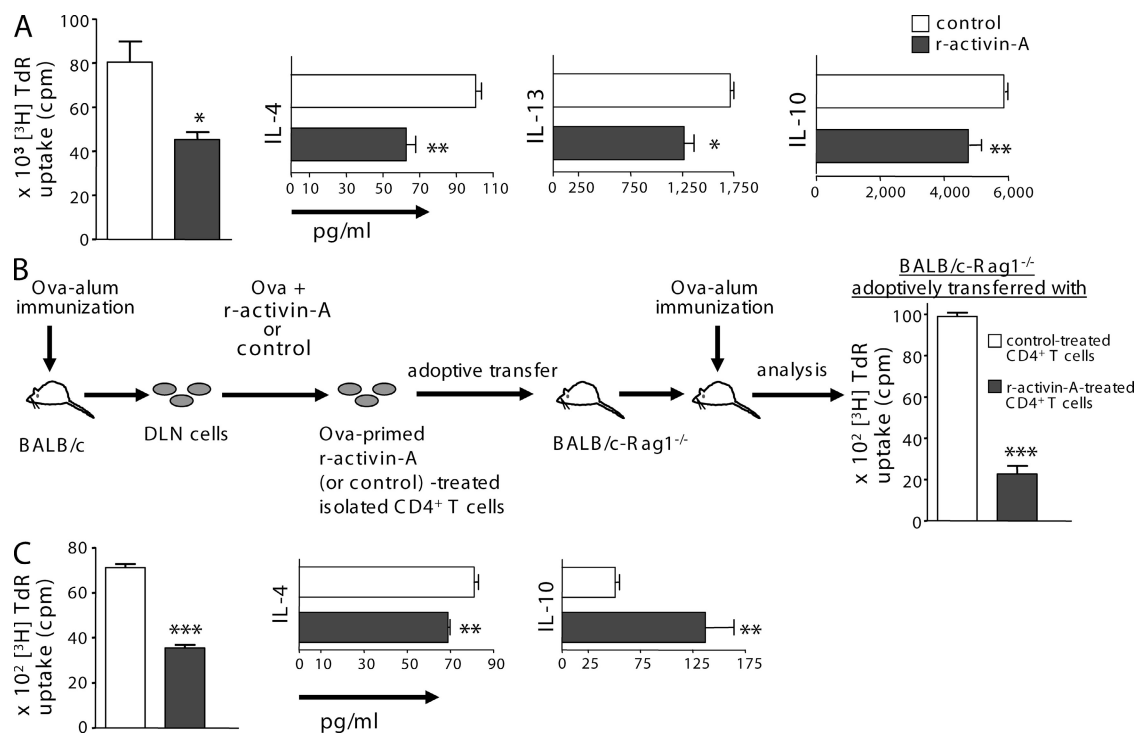 A
control
r-activin-A
x 10³ [³H] TdR
uptake (cpm)
100
80
60
40
20
0
*
IL-4
**
0 10 30 50 70 90 110
pg/ml
IL-13
*
0 250 750 1,250 1,750
IL-10
**
0 2,000 4,000 6,000
B
Ova-alum
immunization
BALB/c
DLN cells
Ova +
r-activin-A
or
control
Ova-primed
r-activin-A
(or control) -treated
isolated CD4⁺ T cells
adoptive transfer
BALB/c-Rag1⁻/⁻
Ova-alum
immunization
analysis
BALB/c-Rag1⁻/⁻
adoptively transferred with
x 10² [³H] TdR
uptake (cpm)
100
80
60
40
20
0
***
control-treated
CD4⁺ T cells
r-activin-A-treated
CD4⁺ T cells
C
x 10² [³H] TdR
uptake (cpm)
80
60
40
20
0
***
IL-4
**
0 10 30 50 70 90
pg/ml
IL-10
**
0 25 75 125 175